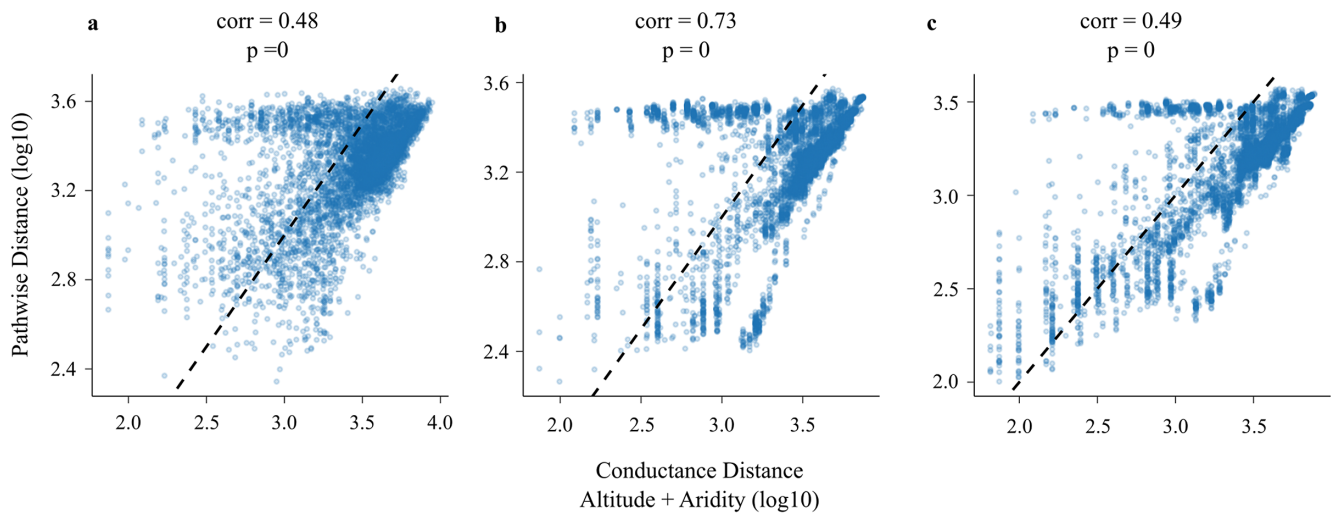 a
corr = 0.48
p =0
b
corr = 0.73
p = 0
c
corr = 0.49
p = 0
Pathwise Distance (log10)
3.6
3.2
2.8
2.4
2.0 2.5 3.0 3.5 4.0
3.6
3.2
2.8
2.4
2.0 2.5 3.0 3.5
3.5
3.0
2.5
2.0
2.0 2.5 3.0 3.5
Conductance Distance
Altitude + Aridity (log10)